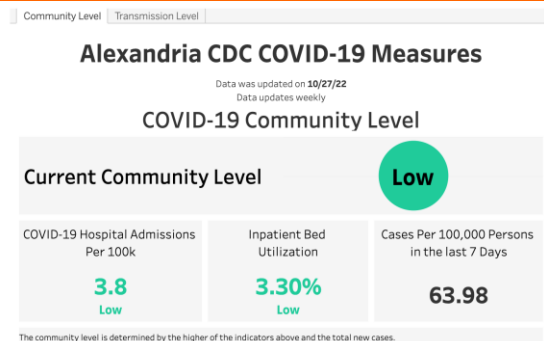 Community Level Transmission Level
Alexandria CDC COVID-19 Measures
Data was updated on 10/27/22
Data updates weekly
COVID-19 Community Level
Current Community Level Low
COVID-19 Hospital Admissions
Per 100k
3.8
Low
Inpatient Bed
Utilization
3.30%
Low
Cases Per 100,000 Persons
in the last 7 Days
63.98
The community level is determined by the higher of the indicators above and the total new cases.